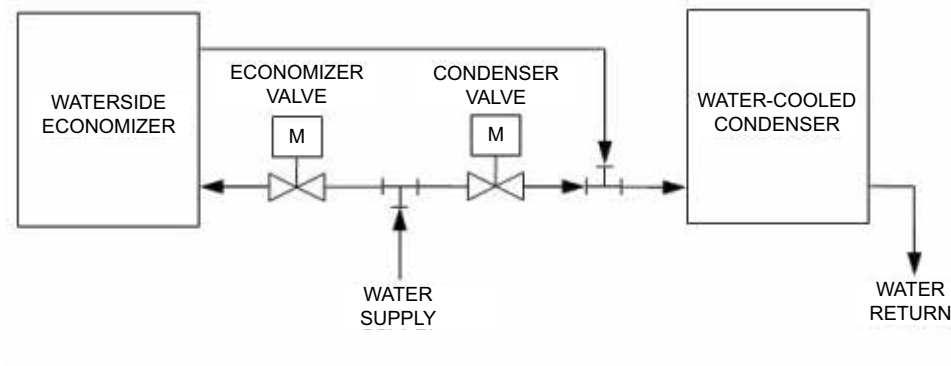 WATERSIDE
ECONOMIZER
ECONOMIZER
VALVE
M
CONDENSER
VALVE
M
WATER-COOLED
CONDENSER
WATER
SUPPLY
WATER
RETURN